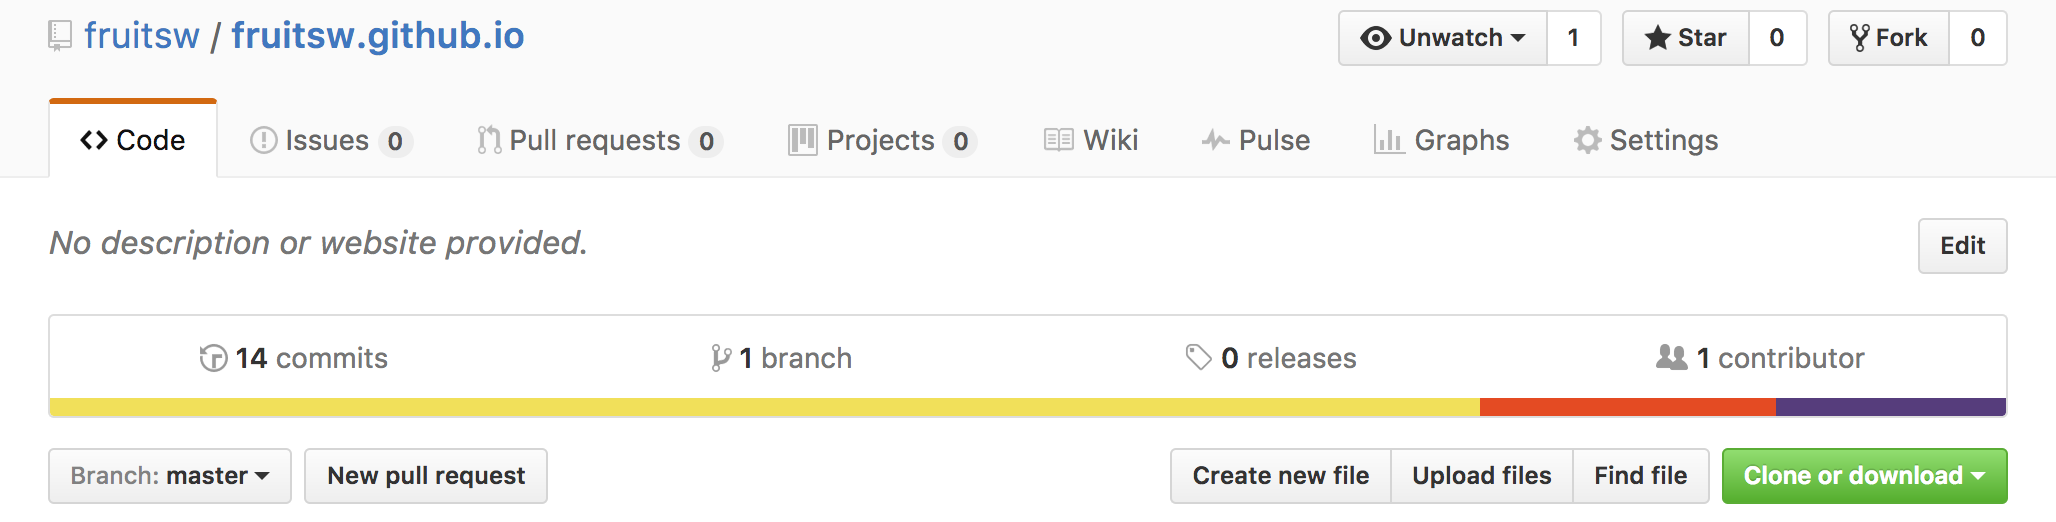 fruitsw / fruitsw.github.io
Unwatch 1
Star 0
Fork 0
Code
Issues 0
Pull requests 0
Projects 0
Wiki
Pulse
Graphs
Settings
No description or website provided.
Edit
14 commits
1 branch
0 releases
1 contributor
Branch: master
New pull request
Create new file
Upload files
Find file
Clone or download